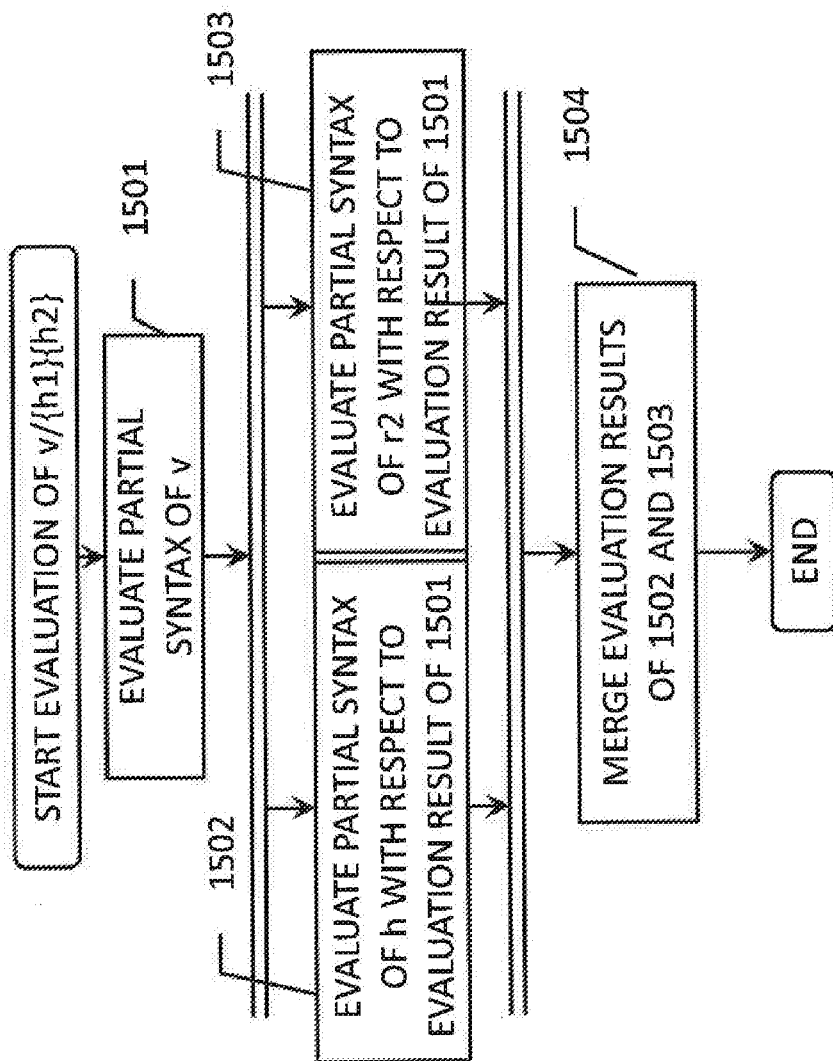 START EVALUATION OF v/{h1}{h2}
1501
EVALUATE PARTIAL
SYNTAX OF v
1502
EVALUATE PARTIAL SYNTAX
OF h WITH RESPECT TO
EVALUATION RESULT OF 1501
1503
EVALUATE PARTIAL SYNTAX
OF r2 WITH RESPECT TO
EVALUATION RESULT OF 1501
1504
MERGE EVALUATION RESULTS
OF 1502 AND 1503
END